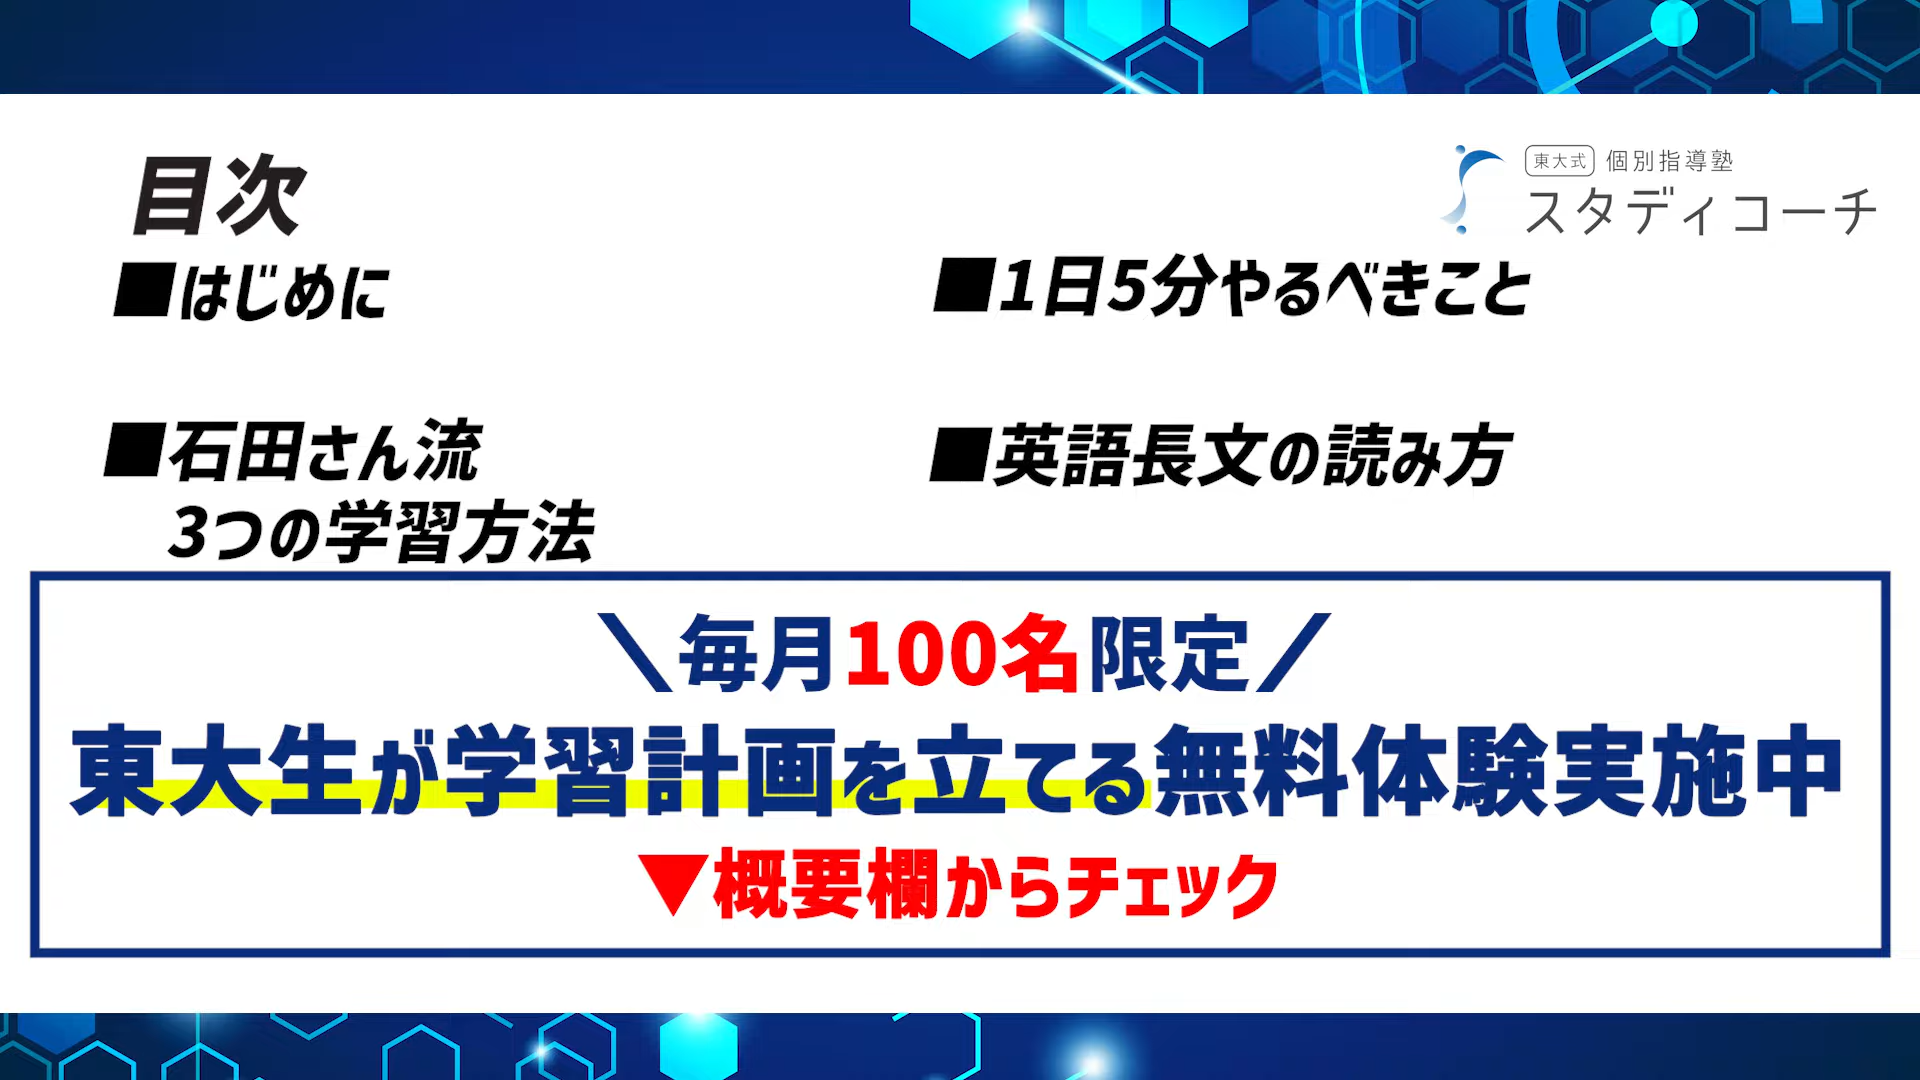 目次
東大式 個別指導塾
スタディコーチ
■はじめに
■石田さん流
3つの学習方法
■1日5分やるべきこと
■英語長文の読み方
＼毎月100名限定／
東大生が学習計画を立てる無料体験実施中
▼概要欄からチェック